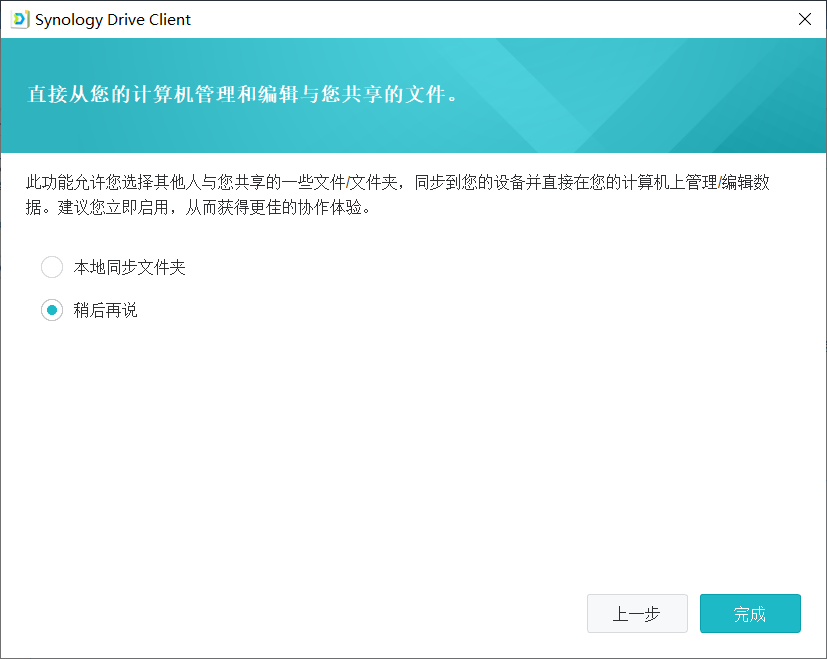 Synology Drive Client
直接从您的计算机管理和编辑与您共享的文件。
此功能允许您选择其他人与您共享的一些文件/文件夹，同步到您的设备并直接在您的计算机上管理/编辑数
据。建议您立即启用，从而获得更佳的协作体验。
本地同步文件夹
稍后再说
上一步
完成